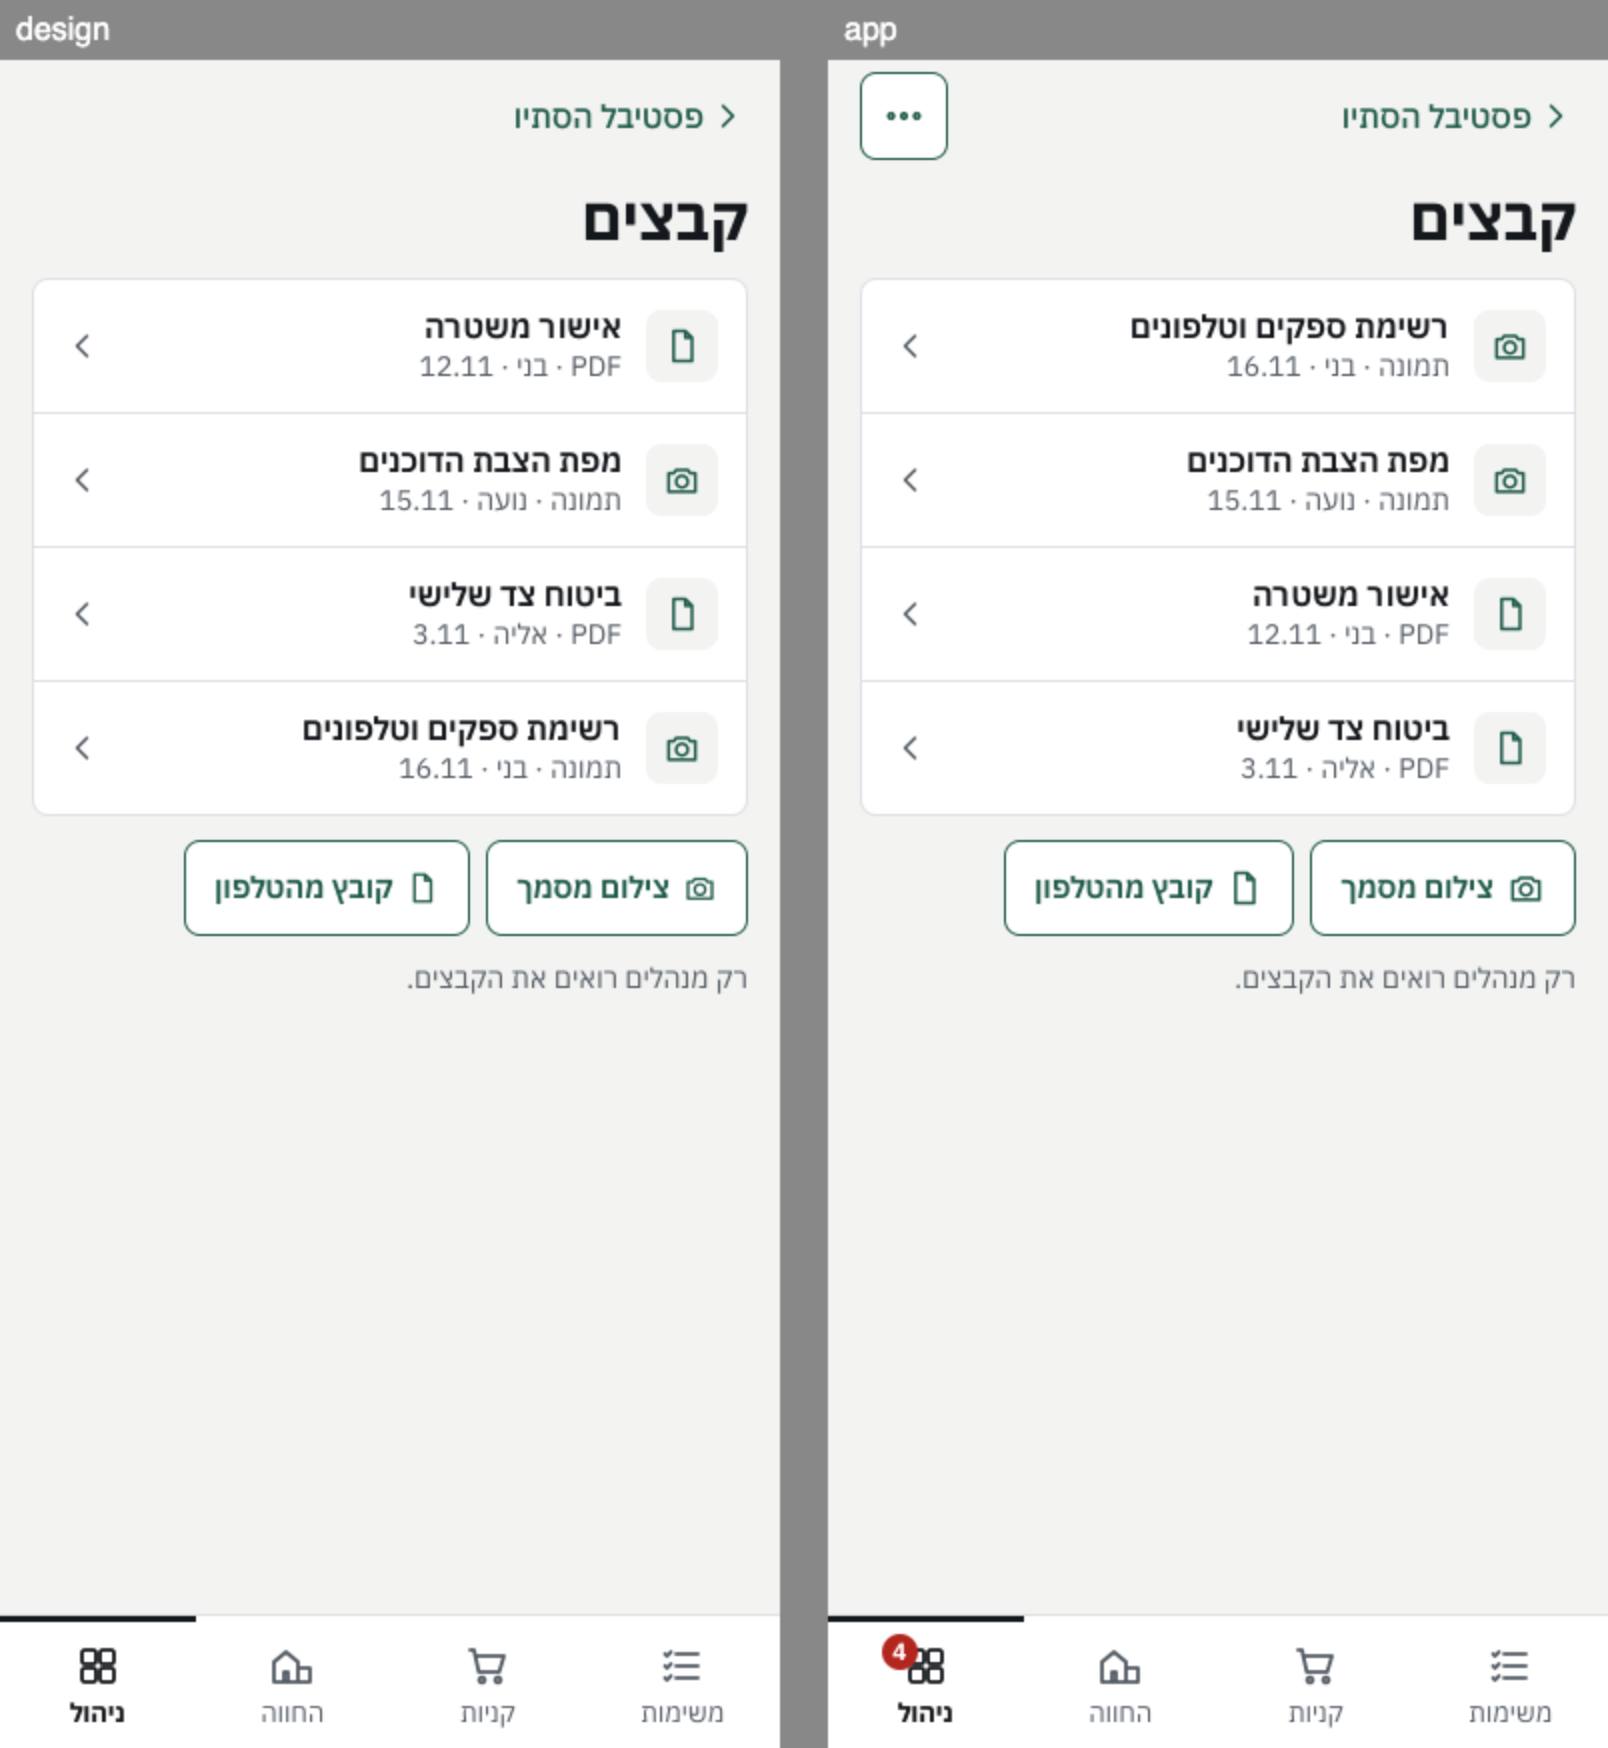 design
פסטיבל הסתיו
קבצים
אישור משטרה
PDF · בני · 12.11
מפת הצבת הדוכנים
תמונה · נועה · 15.11
ביטוח צד שלישי
PDF · אליה · 3.11
רשימת ספקים וטלפונים
תמונה · בני · 16.11
צילום מסמך
קובץ מהטלפון
רק מנהלים רואים את הקבצים.
משימות
קניות
החווה
ניהול
app
פסטיבל הסתיו
קבצים
רשימת ספקים וטלפונים
תמונה · בני · 16.11
מפת הצבת הדוכנים
תמונה · נועה · 15.11
אישור משטרה
PDF · בני · 12.11
ביטוח צד שלישי
PDF · אליה · 3.11
צילום מסמך
קובץ מהטלפון
רק מנהלים רואים את הקבצים.
משימות
קניות
החווה
4
ניהול